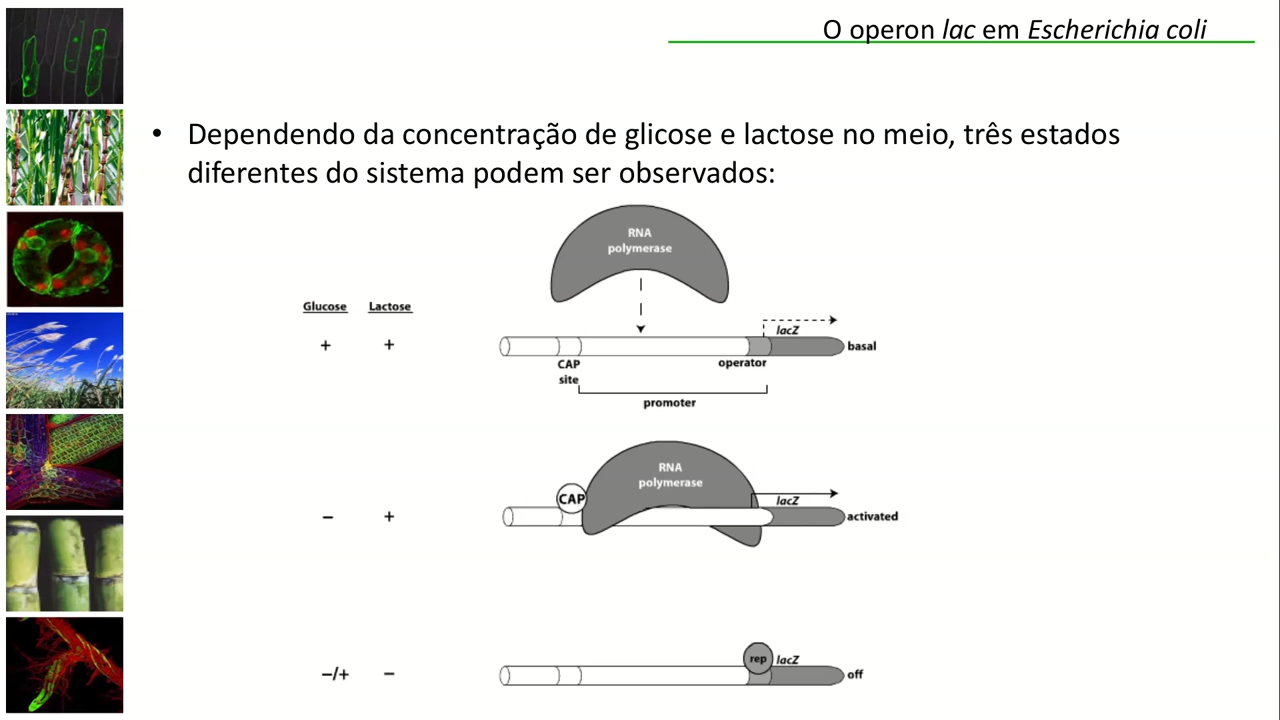 O operon lac em Escherichia coli
• Dependendo da concentração de glicose e lactose no meio, três estados
diferentes do sistema podem ser observados:
RNA
polymerase
Glucose Lactose
+ +
lacZ
basal
CAP
site
operator
promoter
RNA
polymerase
CAP
– +
lacZ
activated
–/+ –
rep
lacZ
off